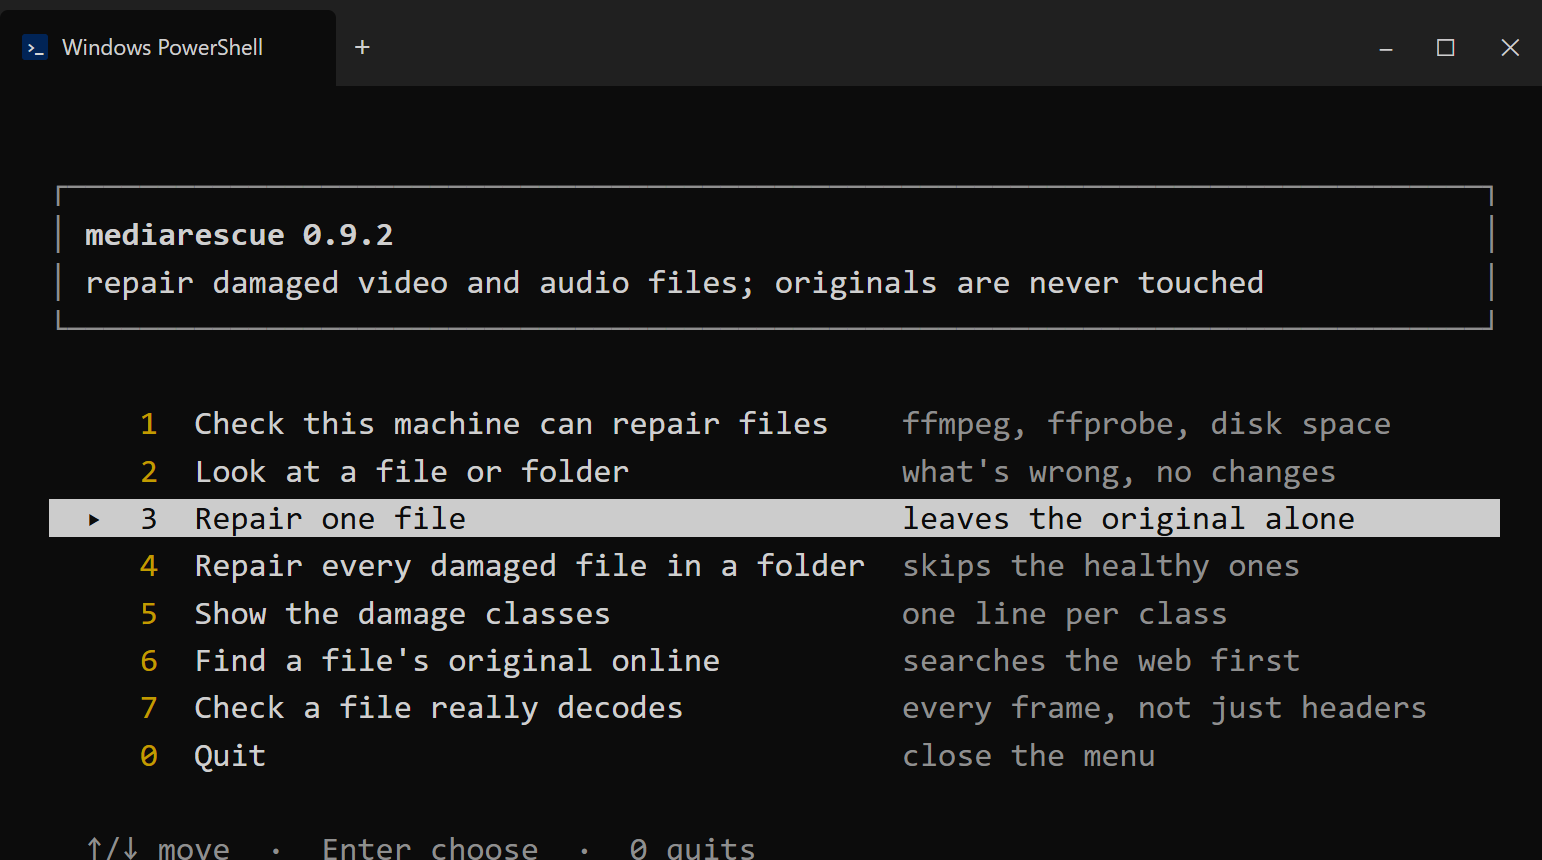 Windows PowerShell
mediarescue 0.9.2
repair damaged video and audio files; originals are never touched
1 Check this machine can repair files ffmpeg, ffprobe, disk space
2 Look at a file or folder what's wrong, no changes
▸ 3 Repair one file leaves the original alone
4 Repair every damaged file in a folder skips the healthy ones
5 Show the damage classes one line per class
6 Find a file's original online searches the web first
7 Check a file really decodes every frame, not just headers
0 Quit close the menu
↑/↓ move · Enter choose · 0 quits